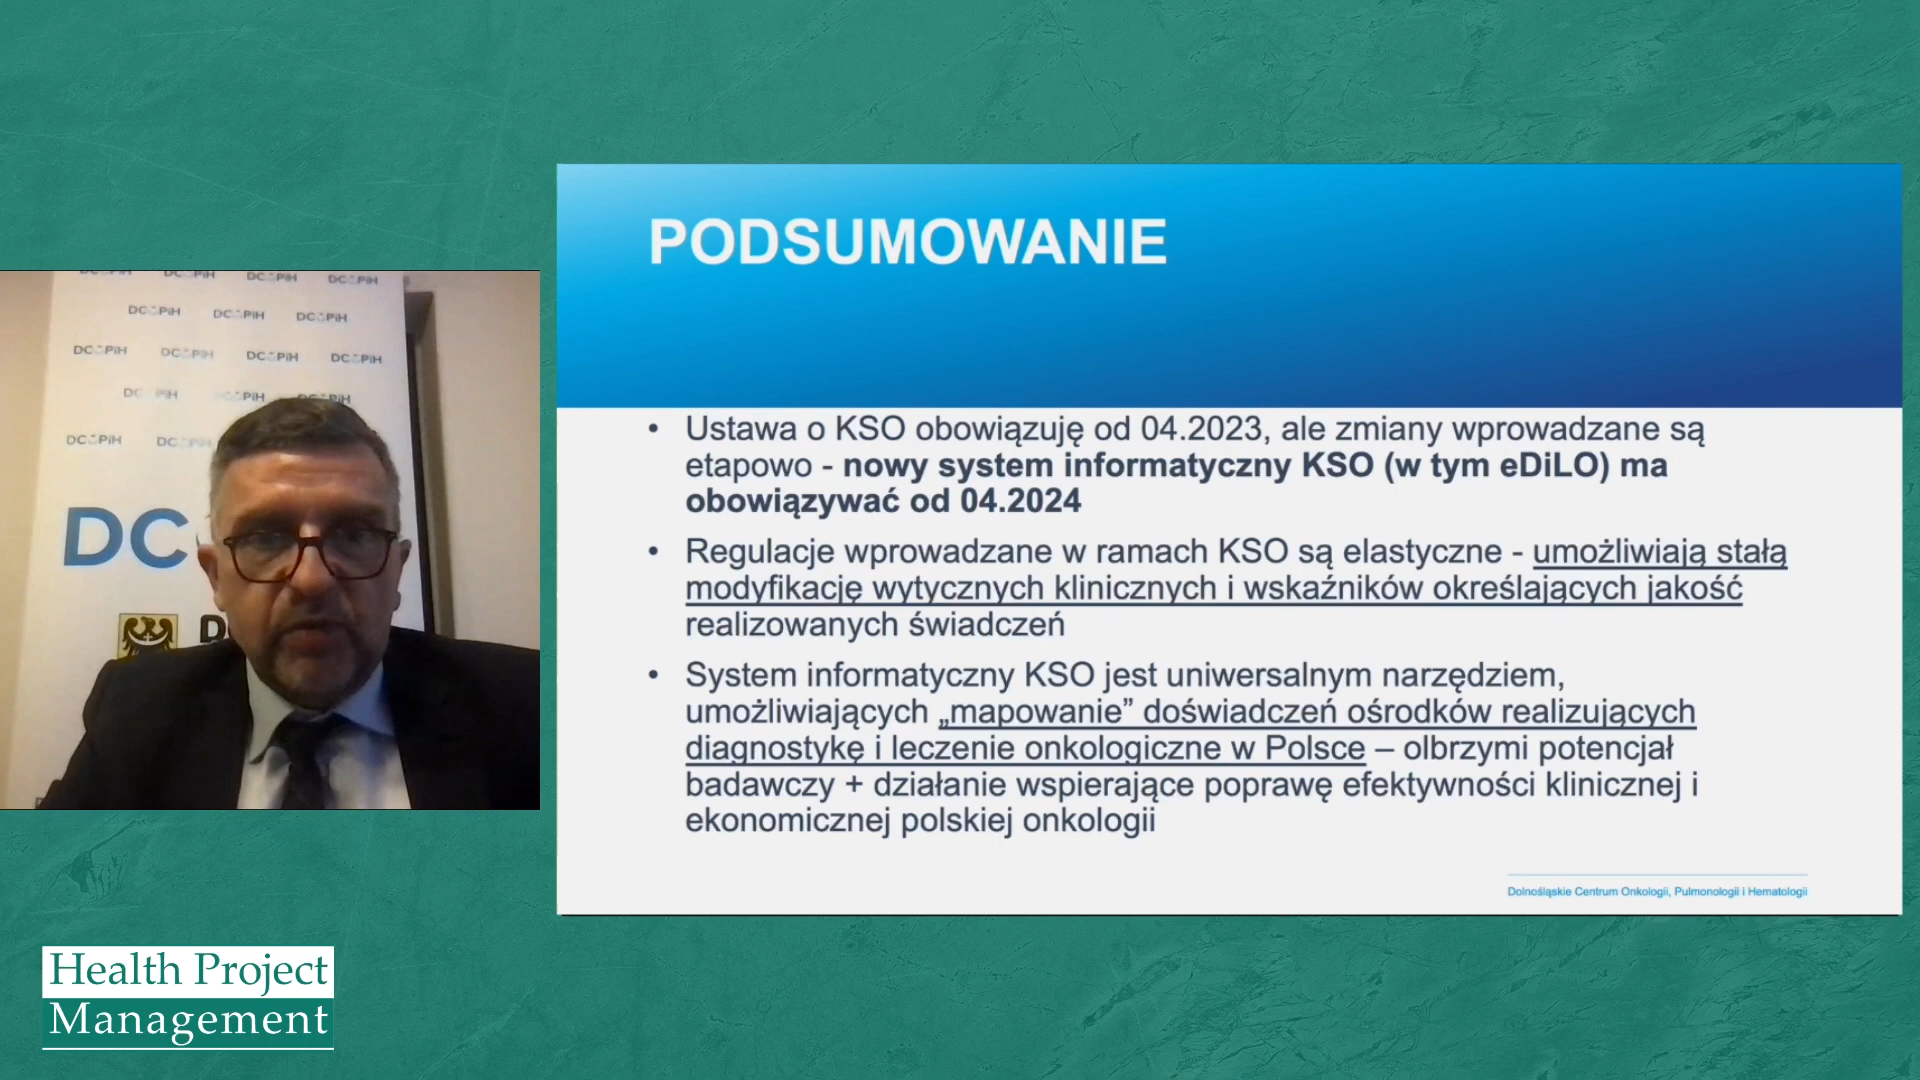 PODSUMOWANIE
• Ustawa o KSO obowiązuję od 04.2023, ale zmiany wprowadzane są
etapowo - nowy system informatyczny KSO (w tym eDiLO) ma
obowiązywać od 04.2024
• Regulacje wprowadzane w ramach KSO są elastyczne - umożliwiają stałą
modyfikację wytycznych klinicznych i wskaźników określających jakość
realizowanych świadczeń
• System informatyczny KSO jest uniwersalnym narzędziem,
umożliwiających „mapowanie” doświadczeń ośrodków realizujących
diagnostykę i leczenie onkologiczne w Polsce – olbrzymi potencjał
badawczy + działanie wspierające poprawę efektywności klinicznej i
ekonomicznej polskiej onkologii
Dolnośląskie Centrum Onkologii, Pulmonologii i Hematologii
DC
Health Project
Management